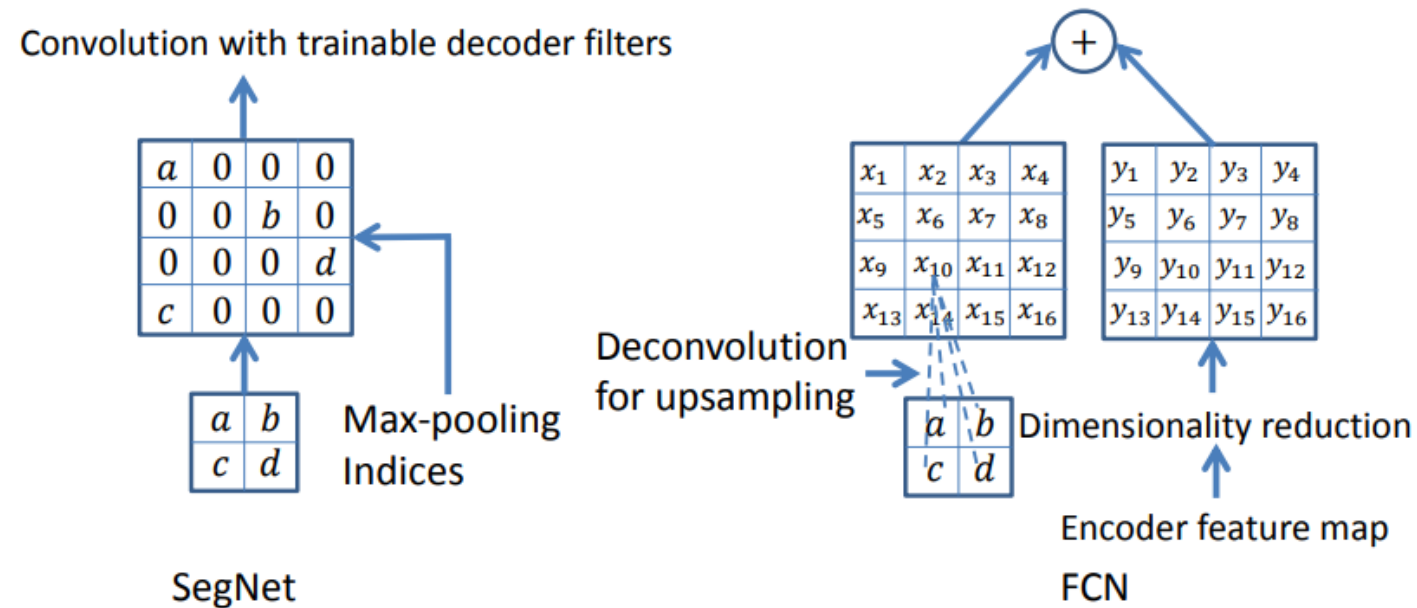 Convolution with trainable decoder filters
a 0 0 0
0 0 b 0
0 0 0 d
c 0 0 0
a b
c d
Max-pooling
Indices
SegNet
+
x₁ x₂ x₃ x₄
x₅ x₆ x₇ x₈
x₉ x₁₀ x₁₁ x₁₂
x₁₃ x₁₄ x₁₅ x₁₆
y₁ y₂ y₃ y₄
y₅ y₆ y₇ y₈
y₉ y₁₀ y₁₁ y₁₂
y₁₃ y₁₄ y₁₅ y₁₆
Deconvolution
for upsampling
a b
c d
Dimensionality reduction
Encoder feature map
FCN